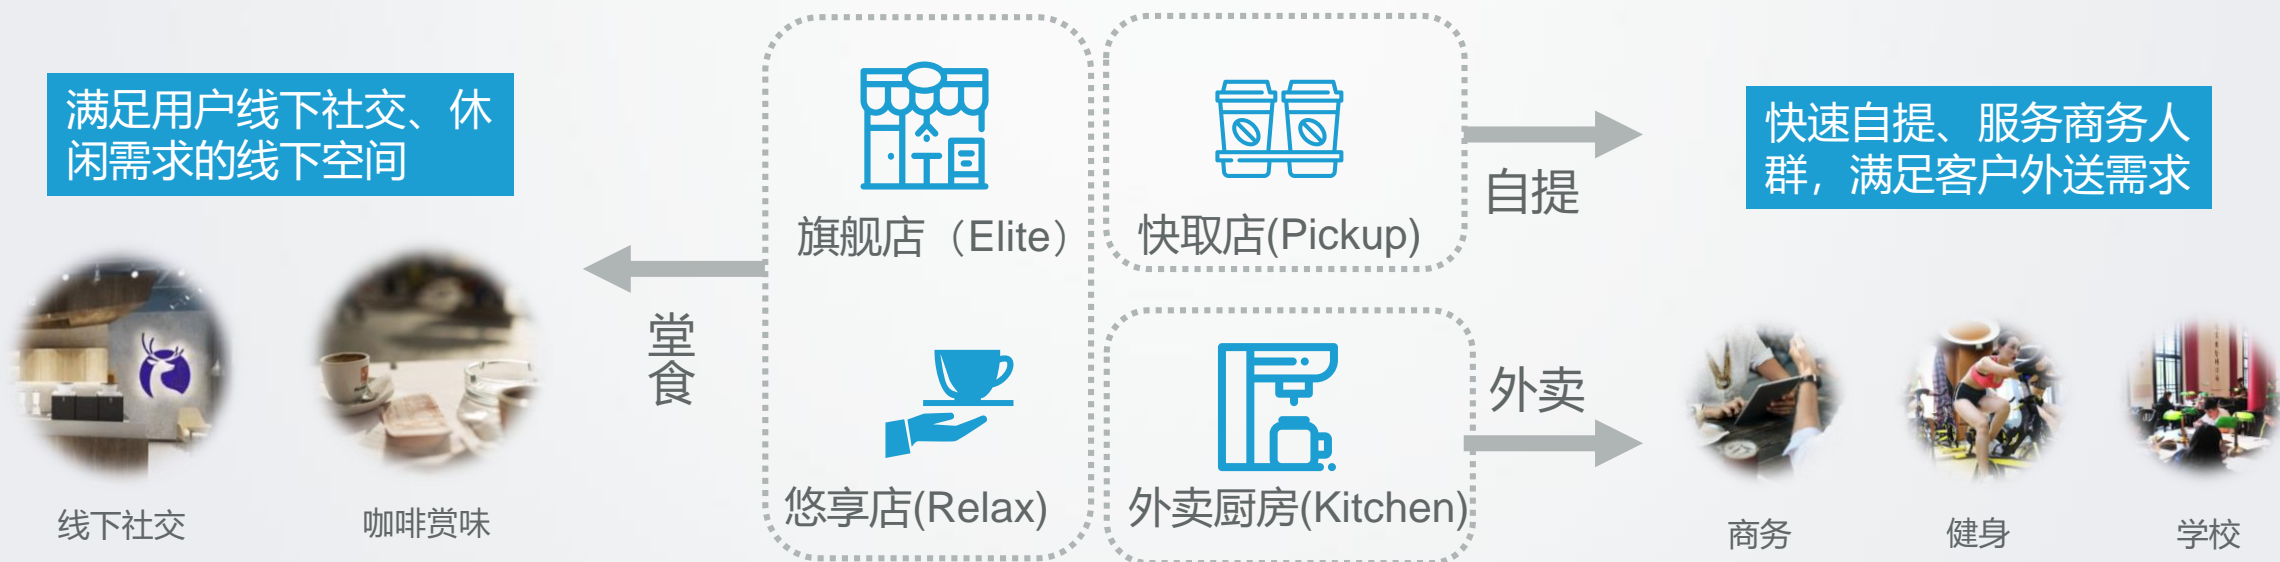 满足用户线下社交、休
闲需求的线下空间
线下社交
咖啡赏味
堂食
旗舰店（Elite）
悠享店(Relax)
快取店(Pickup)
外卖厨房(Kitchen)
自提
外卖
快速自提、服务商务人
群，满足客户外送需求
商务
健身
学校